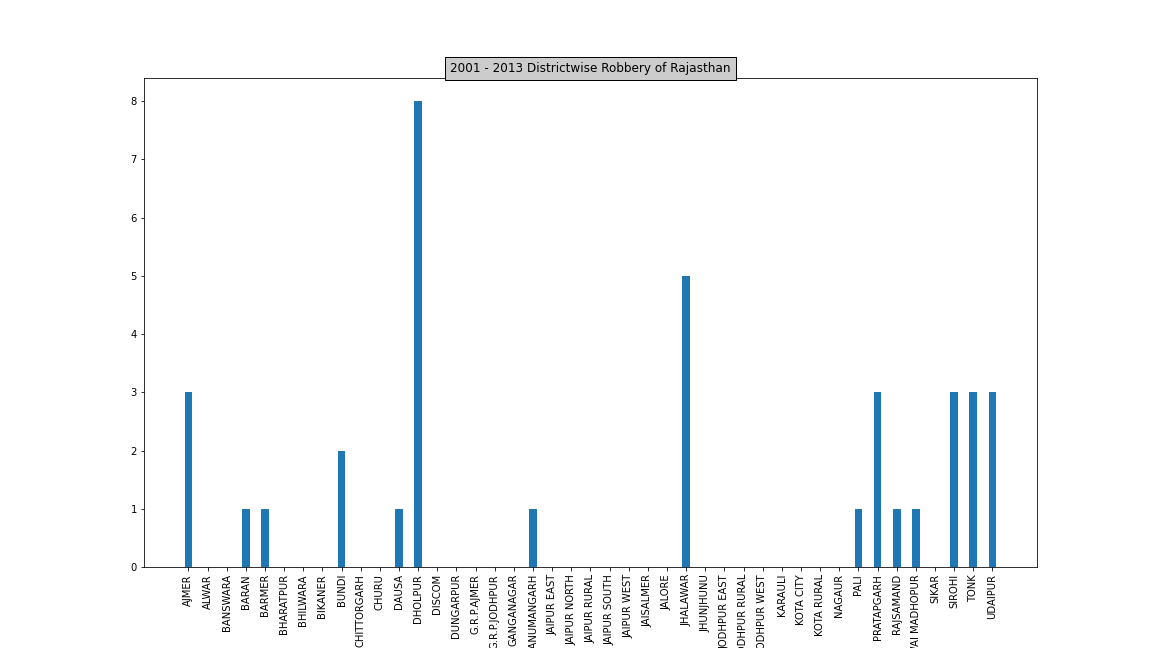 2001 - 2013 Districtwise Robbery of Rajasthan
8
7
6
5
4
3
2
1
0
AJMER
ALWAR
BANSWARA
BARAN
BARMER
BHARATPUR
BHILWARA
BIKANER
BUNDI
CHITTORGARH
CHURU
DAUSA
DHOLPUR
DISCOM
DUNGARPUR
G.R.P.AJMER
G.R.P.JODHPUR
GANGANAGAR
ANUMANGARH
JAIPUR EAST
JAIPUR NORTH
JAIPUR RURAL
JAIPUR SOUTH
JAIPUR WEST
JAISALMER
JALORE
JHALAWAR
JHUNJHUNU
JODHPUR EAST
ODHPUR RURAL
ODHPUR WEST
KARAULI
KOTA CITY
KOTA RURAL
NAGAUR
PALI
PRATAPGARH
RAJSAMAND
AI MADHOPUR
SIKAR
SIROHI
TONK
UDAIPUR